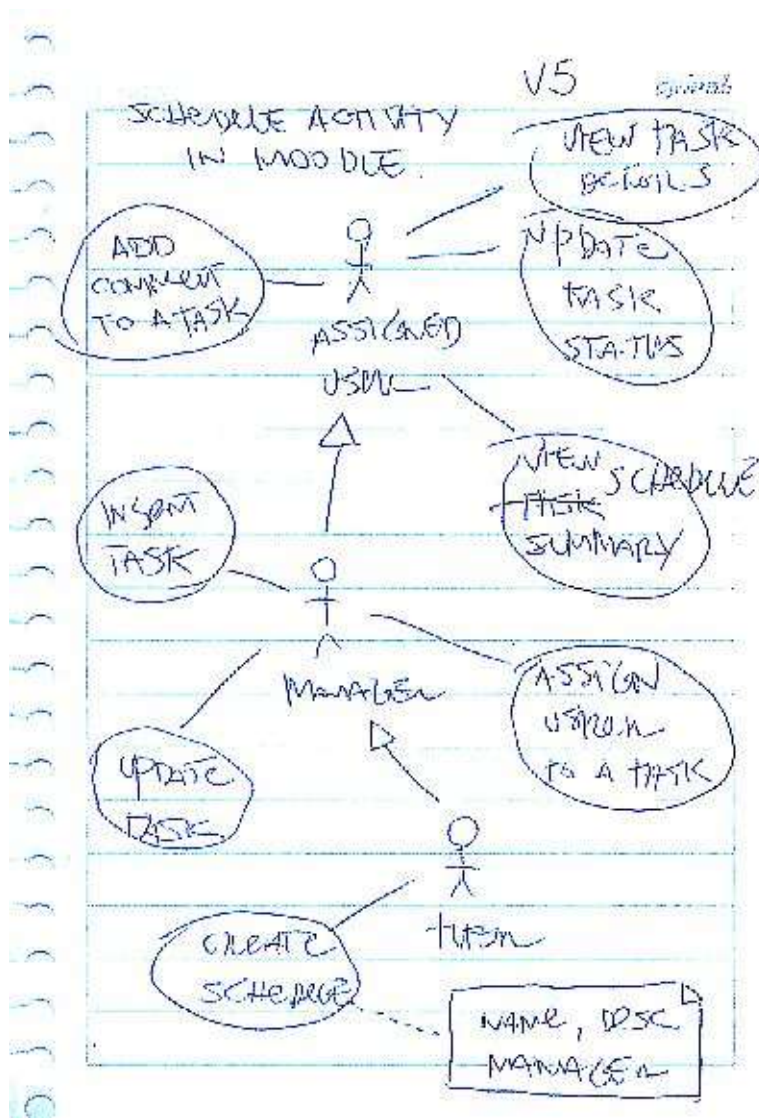 V5
SCHEDULE ACTIVITY
IN MOODLE
VIEW TASK
DETAILS
ADD
COMMENT
TO A TASK
UPDATE
TASK
STATUS
ASSIGNED
USER
VIEW SCHEDULE
TASK
SUMMARY
INSERT
TASK
MANAGER
ASSIGN
USER
TO A TASK
UPDATE
TASK
TUTOR
CREATE
SCHEDULE
NAME, DESC
MANAGER